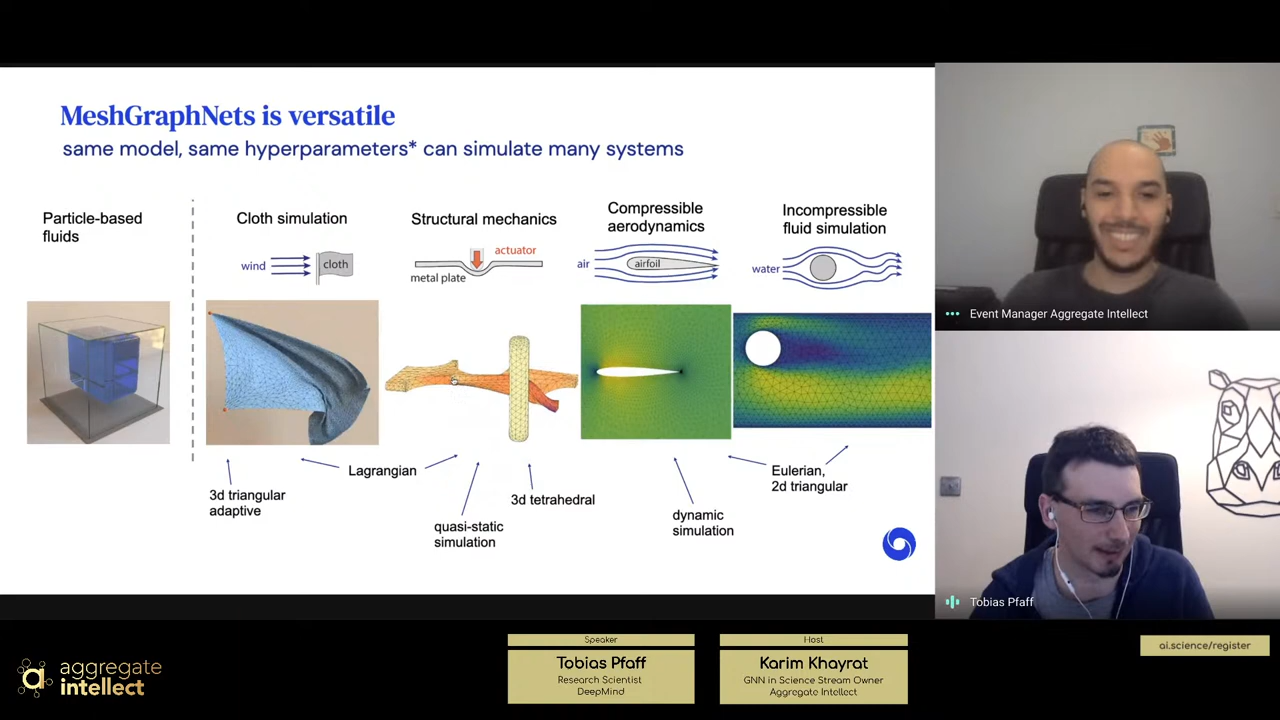 MeshGraphNets is versatile
same model, same hyperparameters* can simulate many systems
Particle-based
fluids
Cloth simulation
wind
cloth
Structural mechanics
actuator
metal plate
Compressible
aerodynamics
air
airfoil
Incompressible
fluid simulation
water
Lagrangian
3d triangular
adaptive
quasi-static
simulation
3d tetrahedral
dynamic
simulation
Eulerian,
2d triangular
Event Manager Aggregate Intellect
Tobias Pfaff
ai
aggregate
intellect
Speaker
Tobias Pfaff
Research Scientist
DeepMind
Host
Karim Khayrat
GNN in Science Stream Owner
Aggregate Intellect
ai.science/register